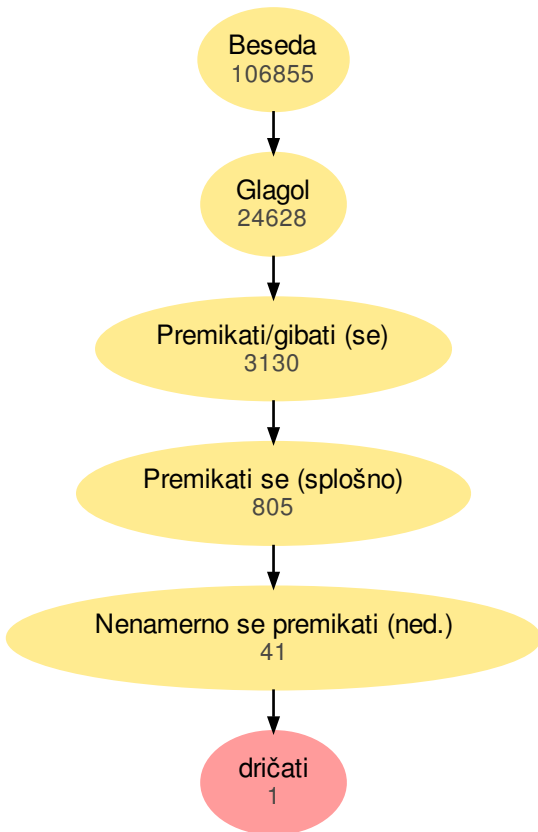 Beseda
106855
Glagol
24628
Premikati/gibati (se)
3130
Premikati se (splošno)
805
Nenamerno se premikati (ned.)
41
dričati
1